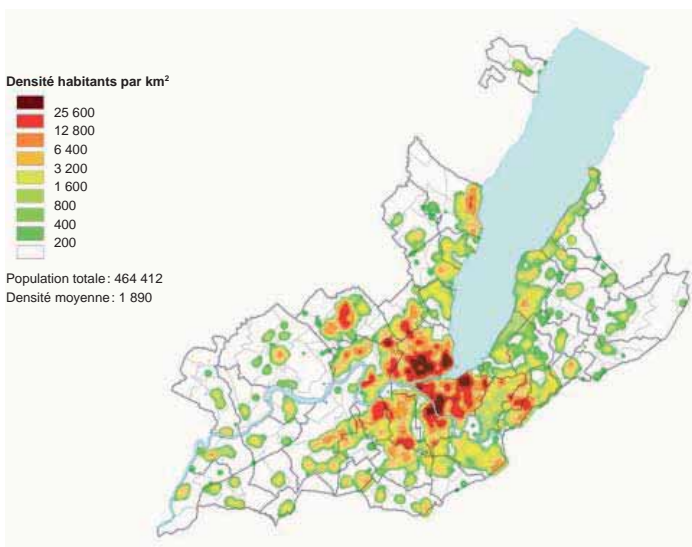 Densité habitants par km²
25 600
12 800
6 400
3 200
1 600
800
400
200
Population totale: 464 412
Densité moyenne: 1 890